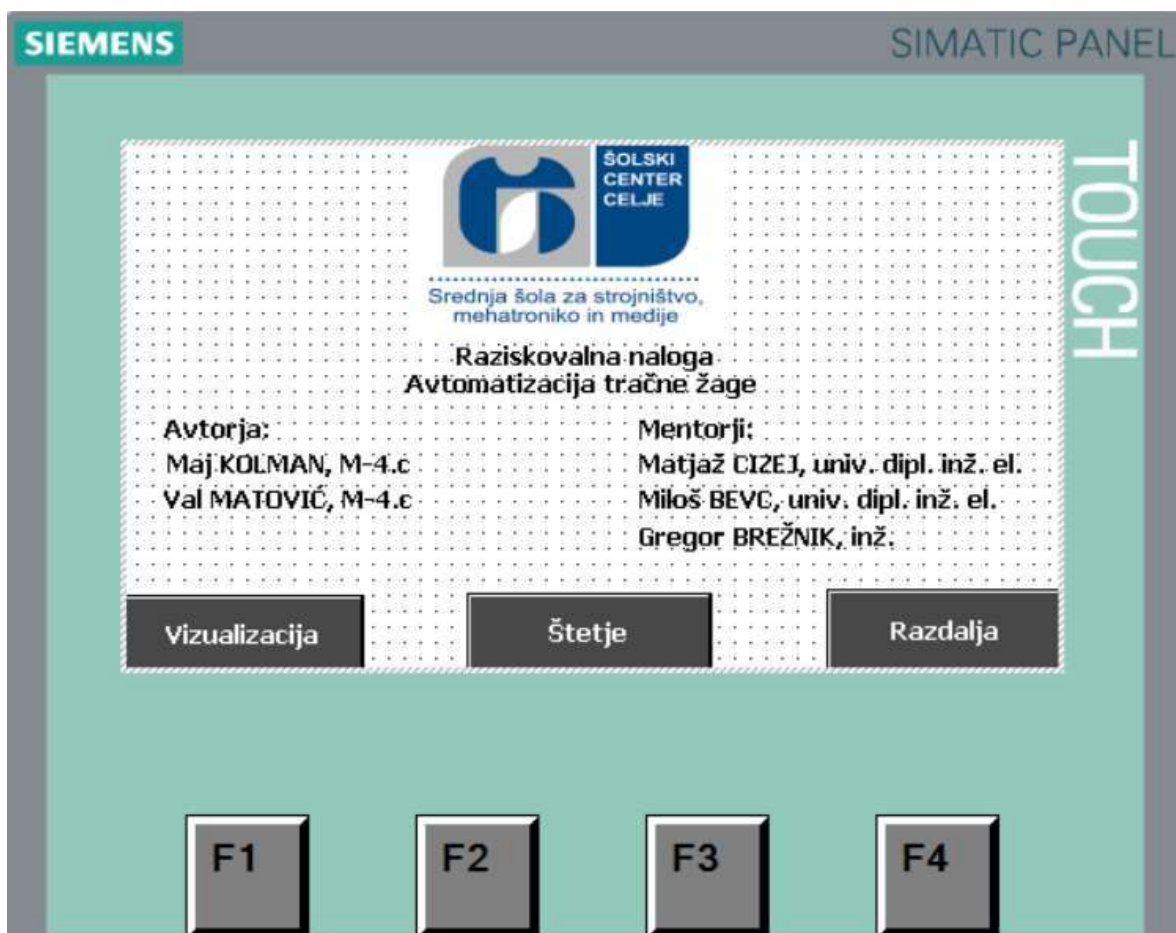 SIEMENS
SIMATIC PANEL
TOUCH
ŠOLSKI
CENTER
CELJE
Srednja šola za strojništvo,
mehatroniko in medije
Raziskovalna naloga
Avtomatizacija tračne žage
Avtorja:
Maj KOLMAN, M-4.c
Val MATOVIĆ, M-4.c
Mentorji:
Matjaž CIZEJ, univ. dipl. inž. el.
Miloš BEVC, univ. dipl. inž. el.
Gregor BREŽNIK, inž.
Vizualizacija
Štetje
Razdalja
F1
F2
F3
F4